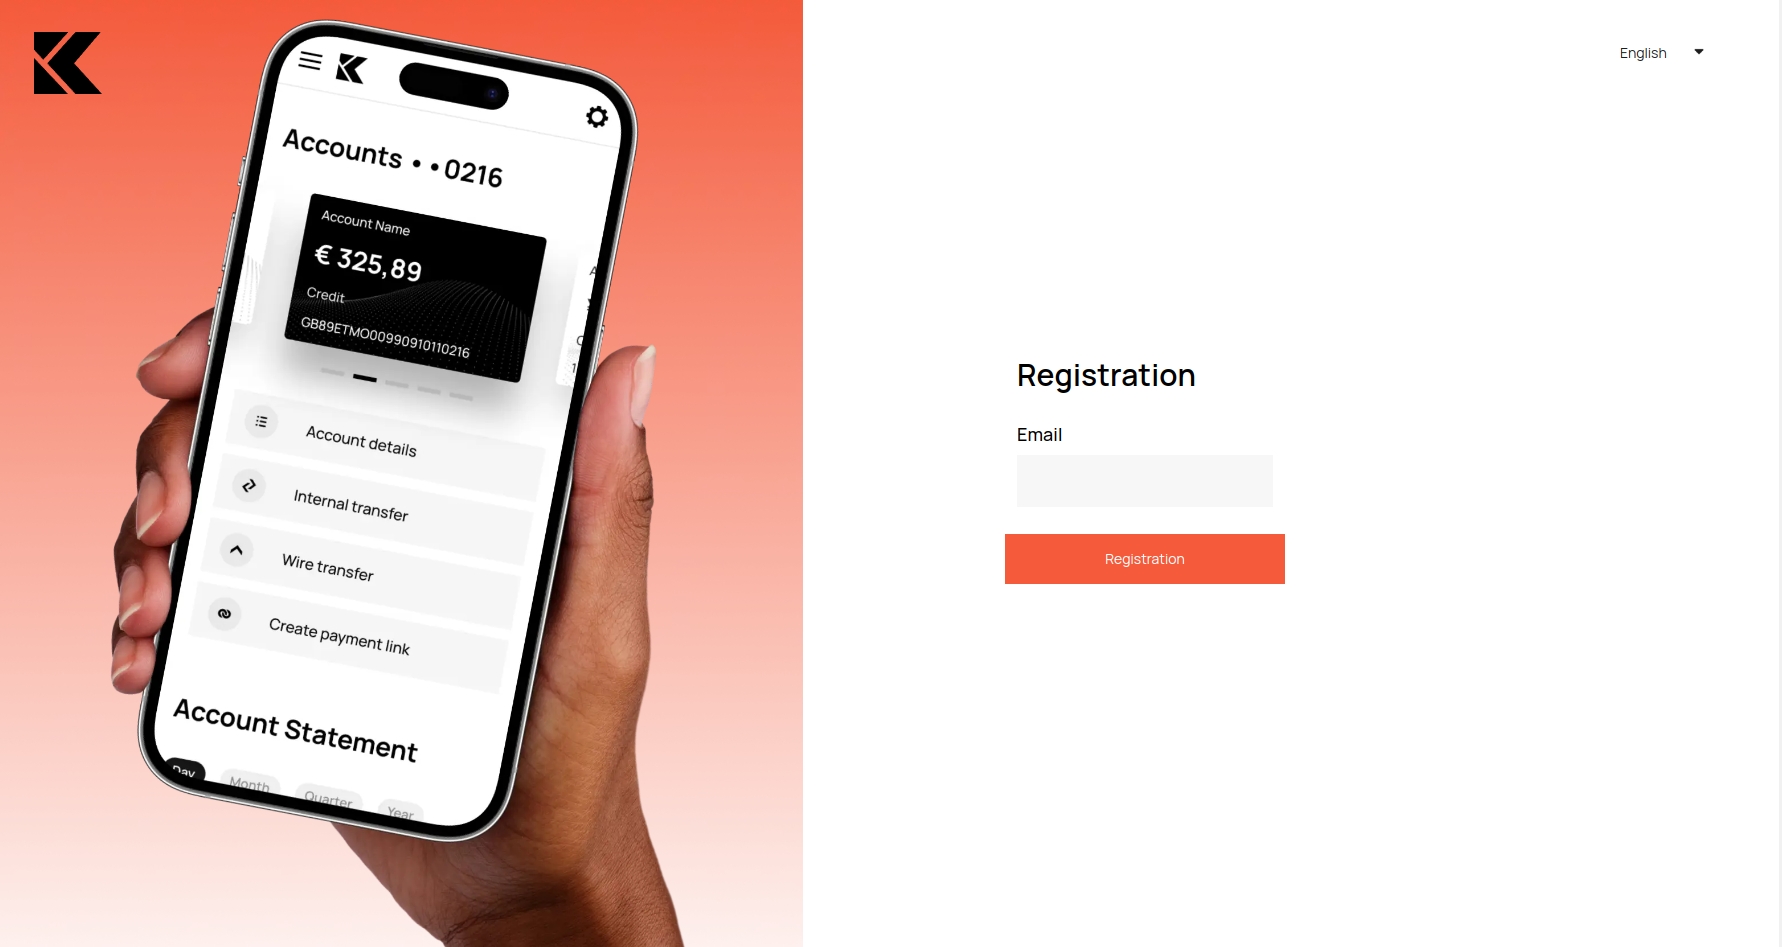 Accounts • • 0216
Account Name
€ 325,89
Credit
GB89ETMO00990910110216
Account details
Internal transfer
Wire transfer
Create payment link
Account Statement
Day
Month
Quarter
Year
English
Registration
Email
Registration